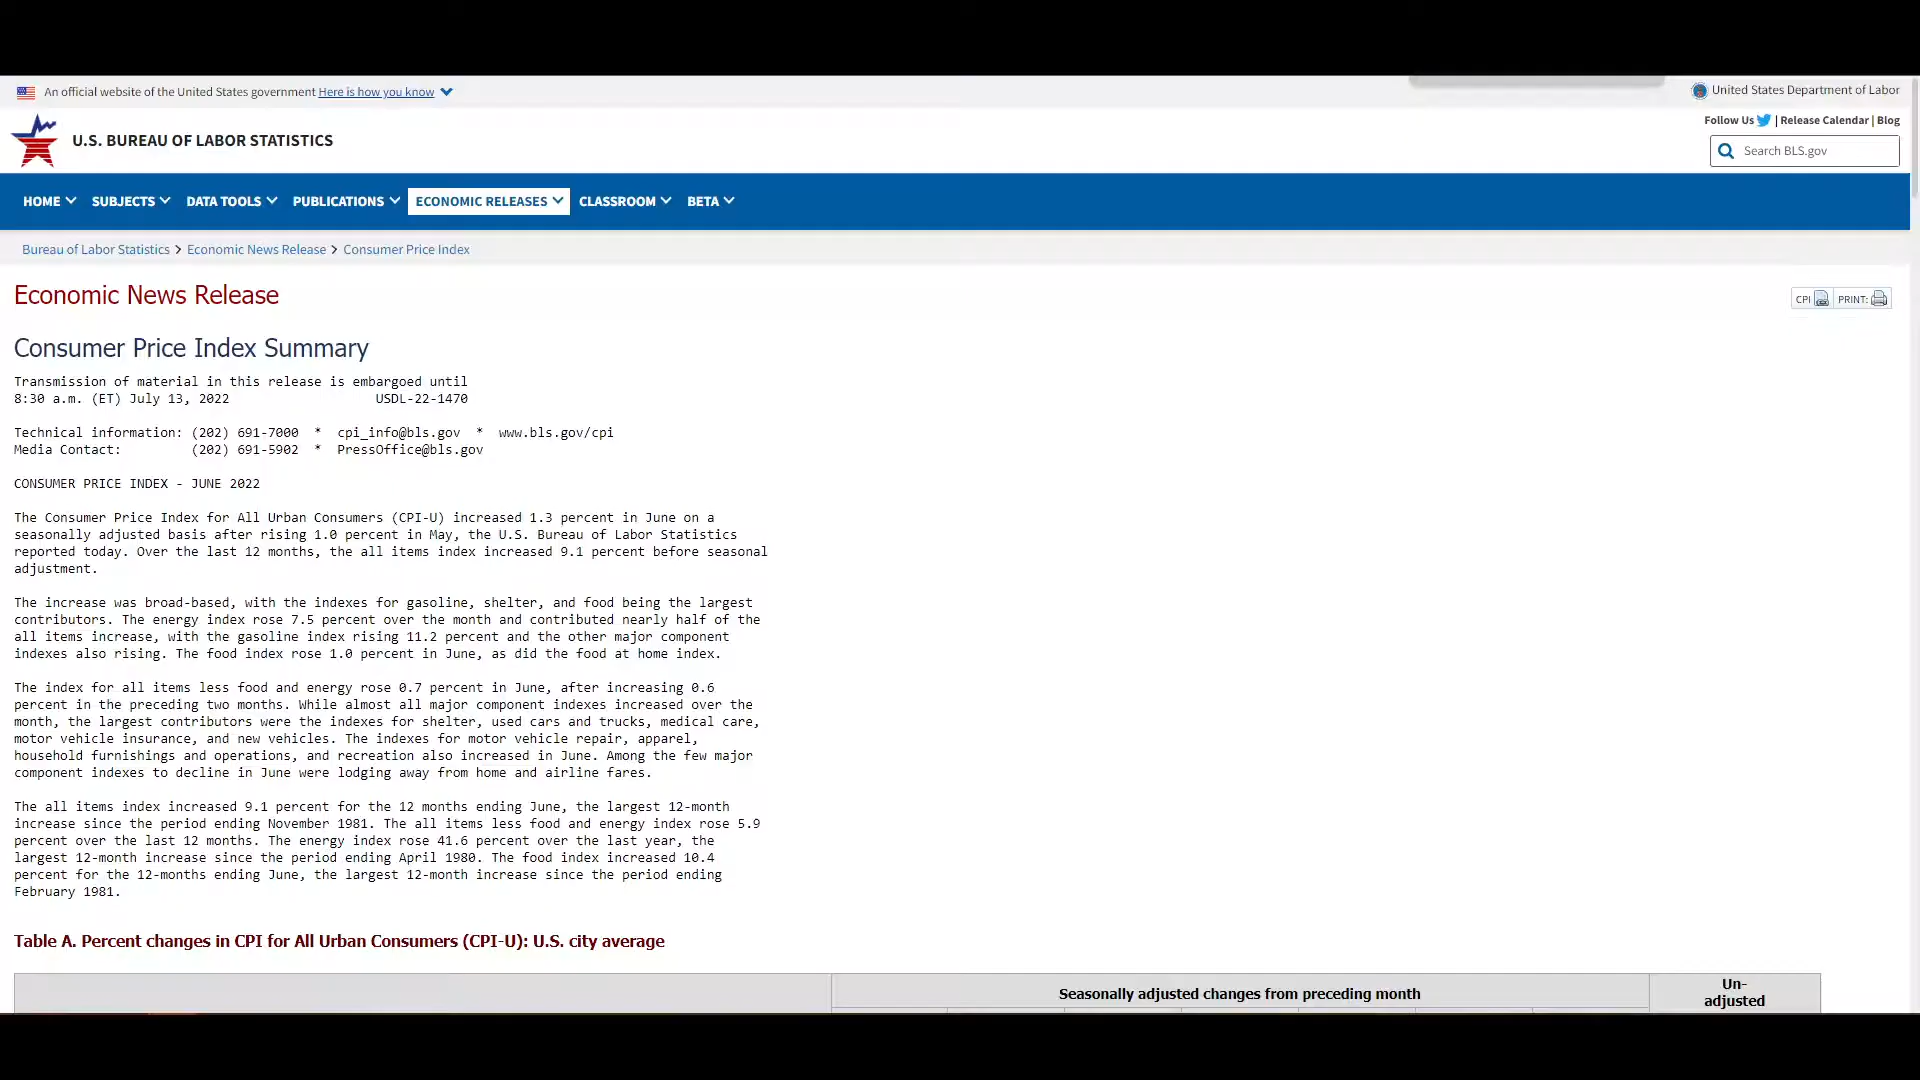 An official website of the United States government Here is how you know
United States Department of Labor
Follow Us | Release Calendar | Blog
U.S. BUREAU OF LABOR STATISTICS
Search BLS.gov
HOME SUBJECTS DATA TOOLS PUBLICATIONS ECONOMIC RELEASES CLASSROOM BETA
Bureau of Labor Statistics > Economic News Release > Consumer Price Index
Economic News Release
CPI PRINT:
Consumer Price Index Summary
Transmission of material in this release is embargoed until
8:30 a.m. (ET) July 13, 2022 USDL-22-1470
Technical information: (202) 691-7000 * cpi_info@bls.gov * www.bls.gov/cpi
Media Contact: (202) 691-5902 * PressOffice@bls.gov
CONSUMER PRICE INDEX - JUNE 2022
The Consumer Price Index for All Urban Consumers (CPI-U) increased 1.3 percent in June on a
seasonally adjusted basis after rising 1.0 percent in May, the U.S. Bureau of Labor Statistics
reported today. Over the last 12 months, the all items index increased 9.1 percent before seasonal
adjustment.
The increase was broad-based, with the indexes for gasoline, shelter, and food being the largest
contributors. The energy index rose 7.5 percent over the month and contributed nearly half of the
all items increase, with the gasoline index rising 11.2 percent and the other major component
indexes also rising. The food index rose 1.0 percent in June, as did the food at home index.
The index for all items less food and energy rose 0.7 percent in June, after increasing 0.6
percent in the preceding two months. While almost all major component indexes increased over the
month, the largest contributors were the indexes for shelter, used cars and trucks, medical care,
motor vehicle insurance, and new vehicles. The indexes for motor vehicle repair, apparel,
household furnishings and operations, and recreation also increased in June. Among the few major
component indexes to decline in June were lodging away from home and airline fares.
The all items index increased 9.1 percent for the 12 months ending June, the largest 12-month
increase since the period ending November 1981. The all items less food and energy index rose 5.9
percent over the last 12 months. The energy index rose 41.6 percent over the last year, the
largest 12-month increase since the period ending April 1980. The food index increased 10.4
percent for the 12-months ending June, the largest 12-month increase since the period ending
February 1981.
Table A. Percent changes in CPI for All Urban Consumers (CPI-U): U.S. city average
Seasonally adjusted changes from preceding month
Un-
adjusted